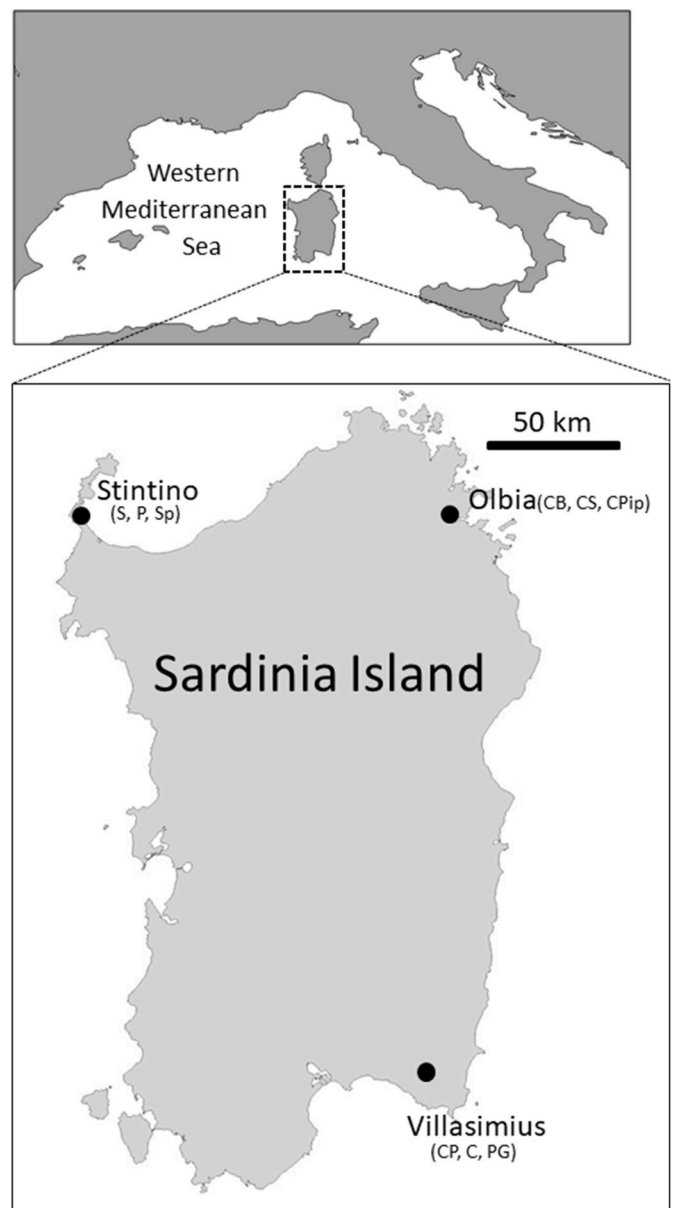 Western
Mediterranean
Sea
50 km
Stintino
(S, P, Sp)
Olbia(CB, CS, CPip)
Sardinia Island
Villasimius
(CP, C, PG)